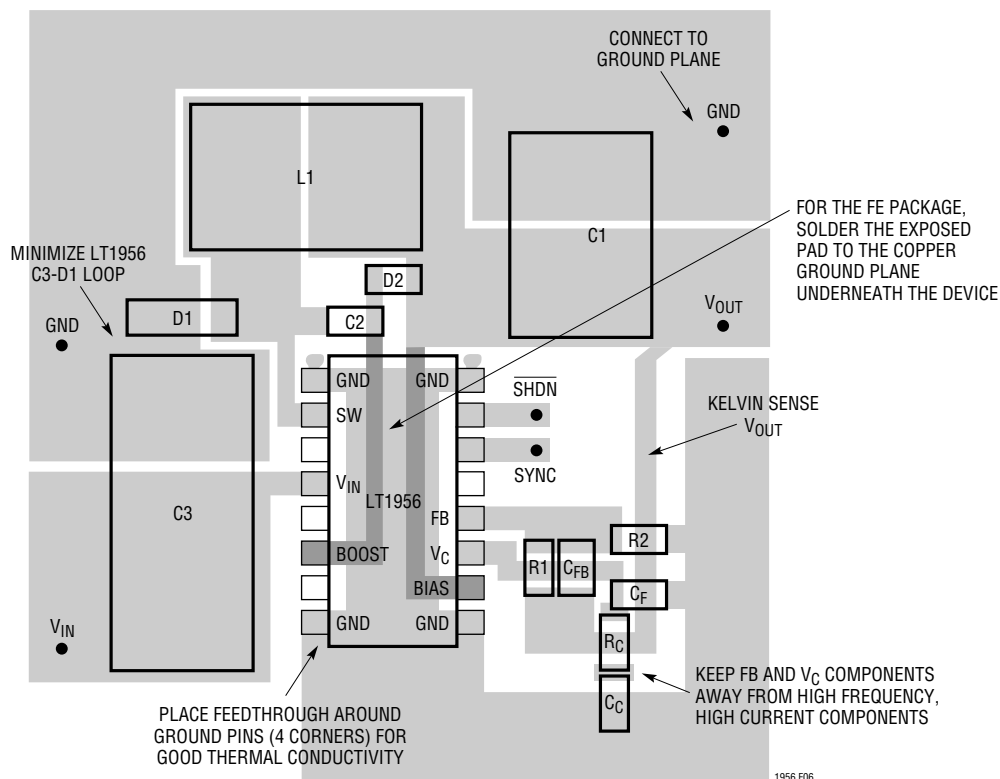 CONNECT TO
GROUND PLANE
GND
L1
C1
FOR THE FE PACKAGE,
SOLDER THE EXPOSED
PAD TO THE COPPER
GROUND PLANE
UNDERNEATH THE DEVICE
MINIMIZE LT1956
C3-D1 LOOP
D2
GND
D1
C2
VOUT
GND
GND
SHDN
SW
KELVIN SENSE
VOUT
SYNC
VIN
LT1956
C3
FB
R2
BOOST
VC
R1
CFB
BIAS
CF
VIN
GND
GND
RC
KEEP FB AND VC COMPONENTS
AWAY FROM HIGH FREQUENCY,
HIGH CURRENT COMPONENTS
CC
PLACE FEEDTHROUGH AROUND
GROUND PINS (4 CORNERS) FOR
GOOD THERMAL CONDUCTIVITY
1956 F06